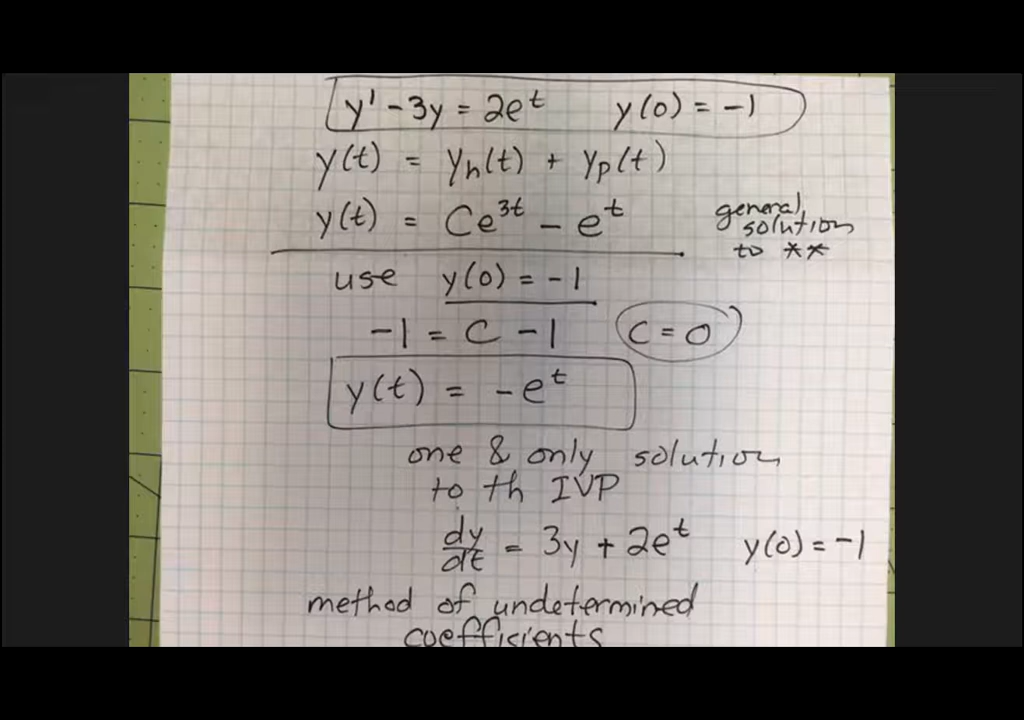 y' - 3y = 2e^t y(0) = -1
y(t) = y_h(t) + y_p(t)
y(t) = Ce^{3t} - e^t
general
solution
to **
use y(0) = -1
-1 = C - 1 C = 0
y(t) = -e^t
one & only solution
to th IVP
dy/dt = 3y + 2e^t y(0) = -1
method of undetermined
coefficients